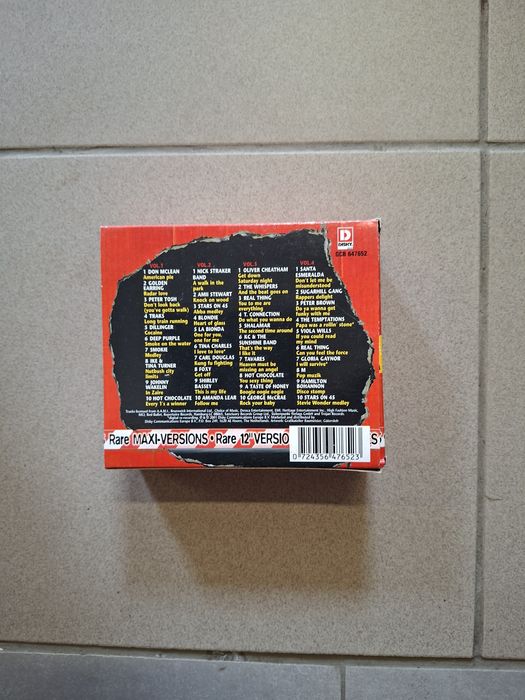 D
DISKY
DCB 647652
VOL.1
1 DON MCLEAN
American pie
2 GOLDEN
EARRING
Radar love
3 PETER TOSH
Don't look back
(you've gotta walk)
4 TRAKS
Long train running
5 DILLINGER
Cocaine
6 DEEP PURPLE
Smoke on the water
7 SMOKIE
Medley
8 IKE &
TINA TURNER
Nutbush city
limits
9 JOHNNY
WAKELIN
In Zaire
10 HOT CHOCOLATE
Every 1's a winner
VOL.2
1 NICK STRAKER
BAND
A walk in the
park
2 AMII STEWART
Knock on wood
3 STARS ON 45
Abba medley
4 BLONDIE
Heart of glass
5 LA BIONDA
One for you,
one for me
6 TINA CHARLES
I love to love
7 CARL DOUGLAS
Kung fu fighting
8 FOXY
Get off
9 SHIRLEY
BASSEY
This is my life
10 AMANDA LEAR
Follow me
VOL.3
1 OLIVER CHEATHAM
Get down
Saturday night
2 THE WHISPERS
And the beat goes on
3 REAL THING
You to me are
everything
4 T. CONNECTION
Do what you wanna do
5 SHALAMAR
The second time around
6 KC & THE
SUNSHINE BAND
That's the way
I like it
7 TAVARES
Heaven must be
missing an angel
8 HOT CHOCOLATE
You sexy thing
9 A TASTE OF HONEY
Boogie oogie oogie
10 GEORGE McCRAE
Rock your baby
VOL.4
1 SANTA
ESMERALDA
Don't let me be
misunderstood
2 SUGARHILL GANG
Rappers delight
3 PETER BROWN
Do ya wanna get
funky with me
4 THE TEMPTATIONS
Papa was a rollin' stone
5 VIOLA WILLS
If you could read
my mind
6 REAL THING
Can you feel the force
7 GLORIA GAYNOR
I will survive
8 M
Pop muzik
9 HAMILTON
BOHANNON
Disco stomp
10 STARS ON 45
Stevie Wonder medley
Rare MAXI-VERSIONS • Rare 12" VERSIO
0 724356 476523